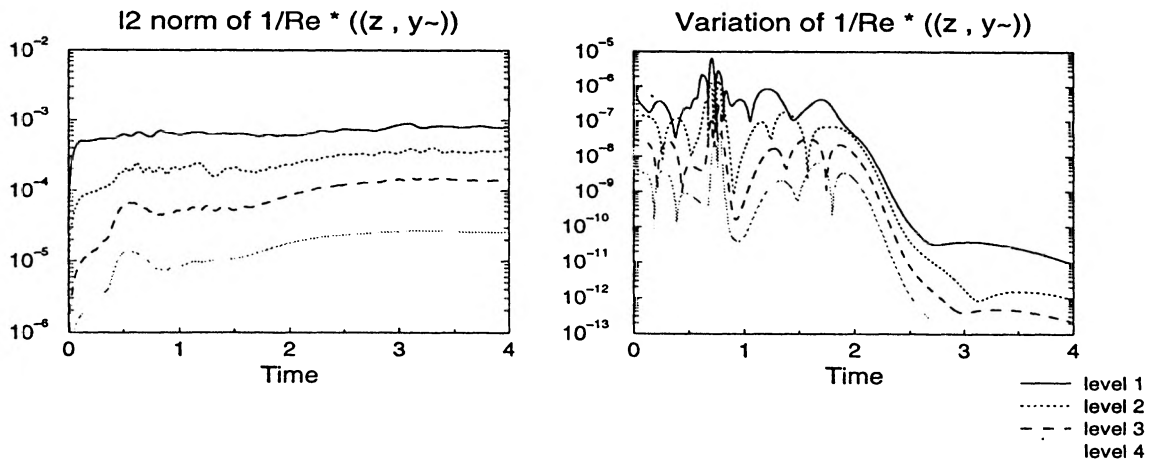 l2 norm of 1/Re * ((z , y~))
10⁻²
10⁻³
10⁻⁴
10⁻⁵
10⁻⁶
0 1 2 3 4
Time
Variation of 1/Re * ((z , y~))
10⁻⁵
10⁻⁶
10⁻⁷
10⁻⁸
10⁻⁹
10⁻¹⁰
10⁻¹¹
10⁻¹²
10⁻¹³
0 1 2 3 4
Time
level 1
level 2
level 3
level 4